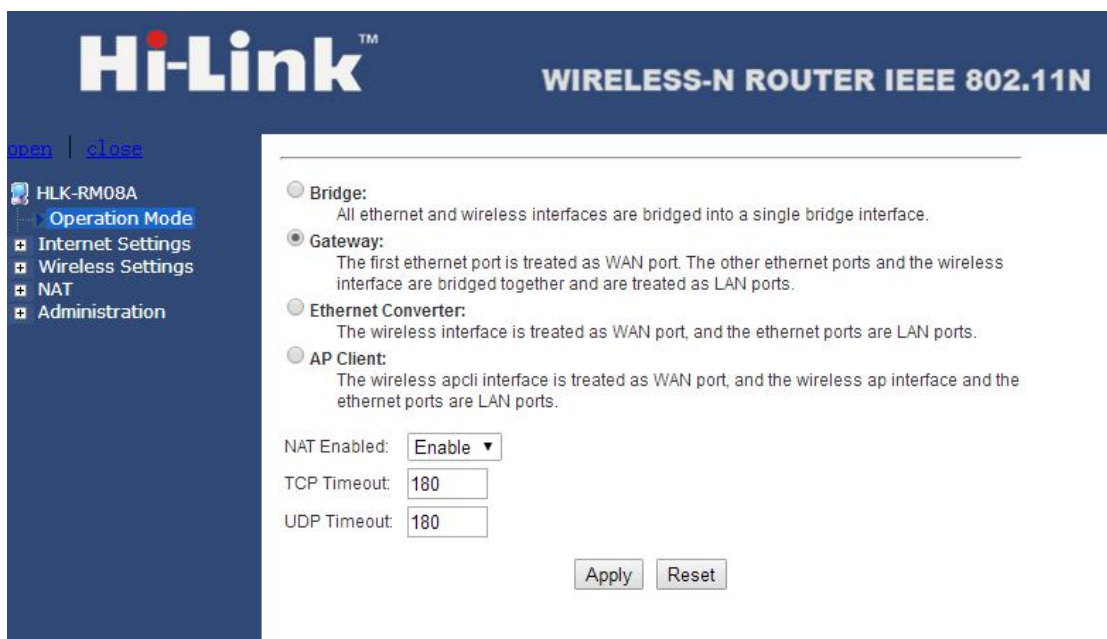 Hi-Link™
WIRELESS-N ROUTER IEEE 802.11N
open | close
HLK-RM08A
Operation Mode
Internet Settings
Wireless Settings
NAT
Administration
Bridge:
All ethernet and wireless interfaces are bridged into a single bridge interface.
Gateway:
The first ethernet port is treated as WAN port. The other ethernet ports and the wireless
interface are bridged together and are treated as LAN ports.
Ethernet Converter:
The wireless interface is treated as WAN port, and the ethernet ports are LAN ports.
AP Client:
The wireless apcli interface is treated as WAN port, and the wireless ap interface and the
ethernet ports are LAN ports.
NAT Enabled: Enable
TCP Timeout: 180
UDP Timeout: 180
Apply Reset